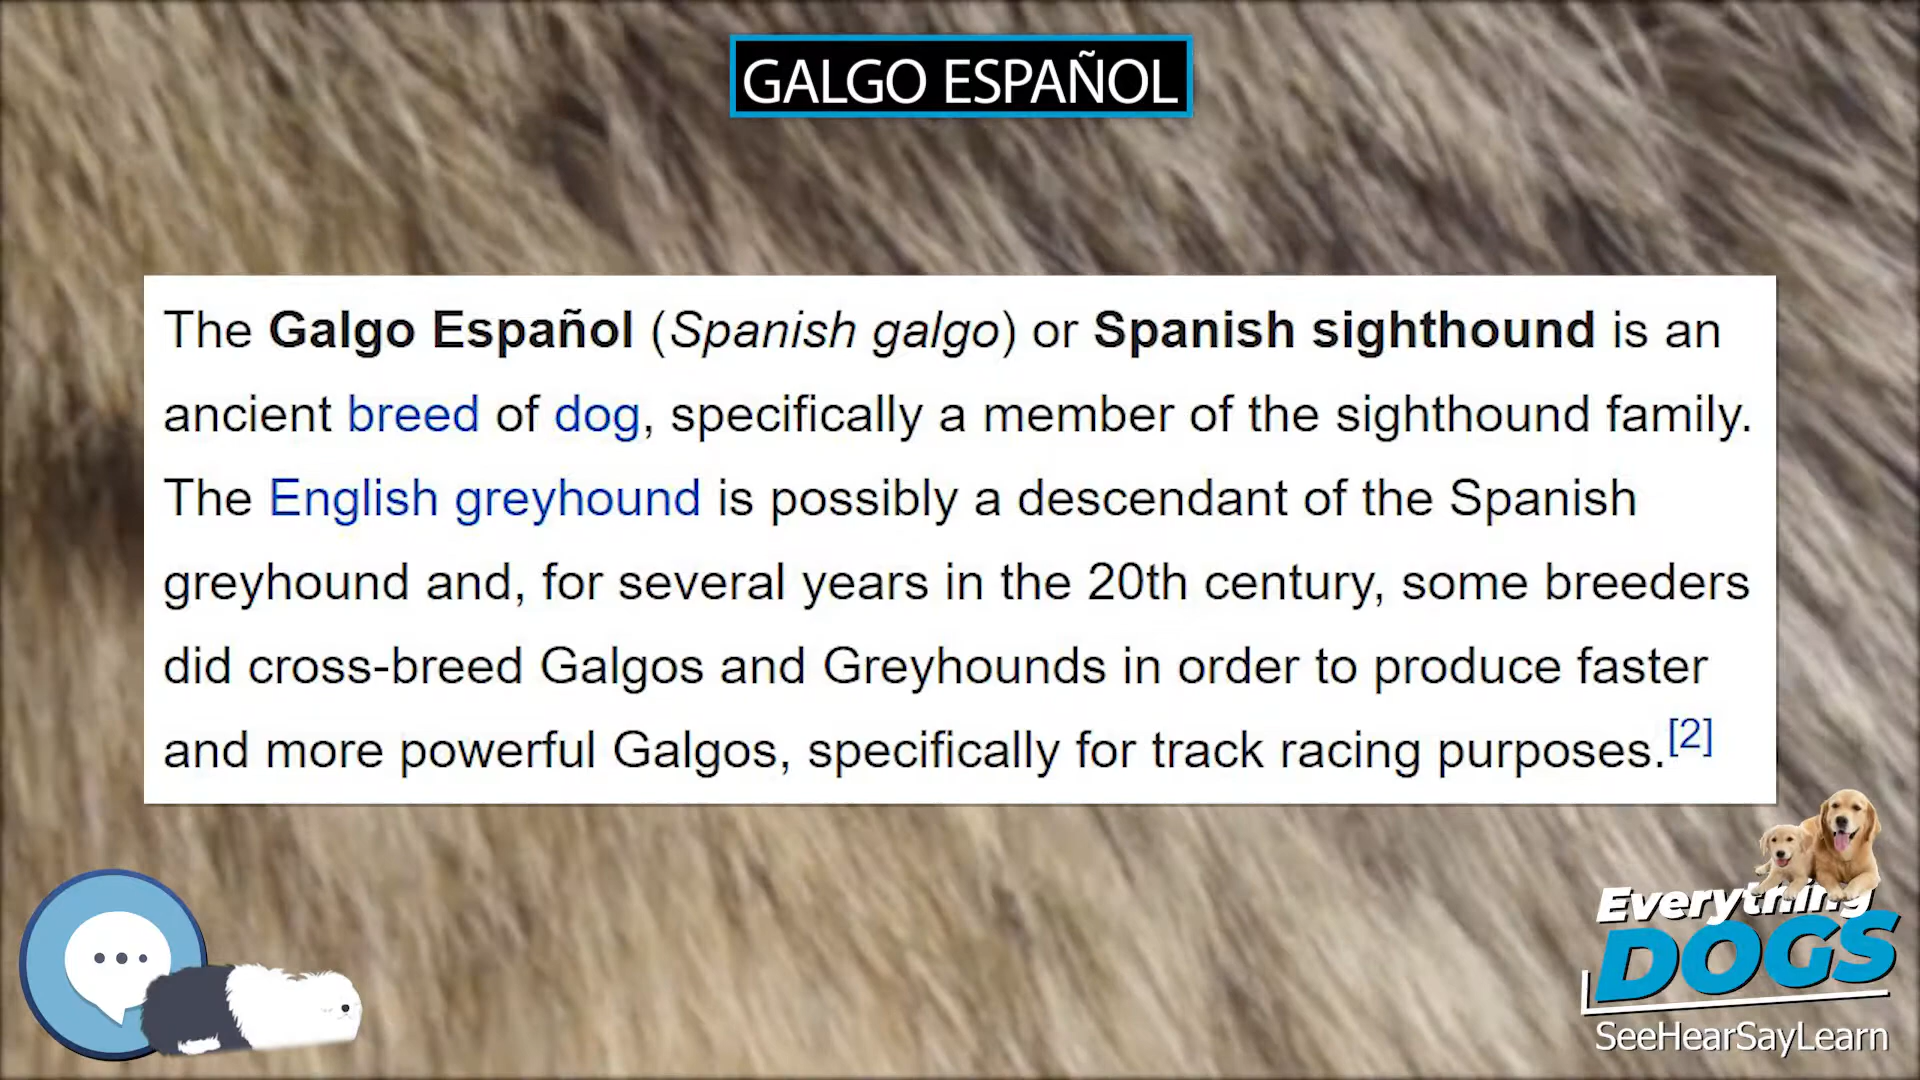 GALGO ESPAÑOL
The Galgo Español (Spanish galgo) or Spanish sighthound is an
ancient breed of dog, specifically a member of the sighthound family.
The English greyhound is possibly a descendant of the Spanish
greyhound and, for several years in the 20th century, some breeders
did cross-breed Galgos and Greyhounds in order to produce faster
and more powerful Galgos, specifically for track racing purposes.[2]
Everything
DOGS
SeeHearSayLearn